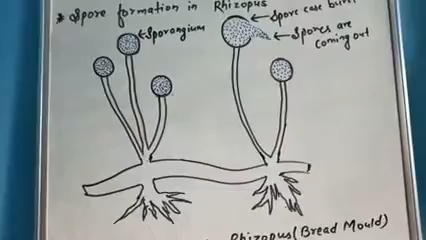 * Spore formation in Rhizopus
Sporangium
Spore case burst
Spores are
coming out
Rhizopus (Bread Mould)